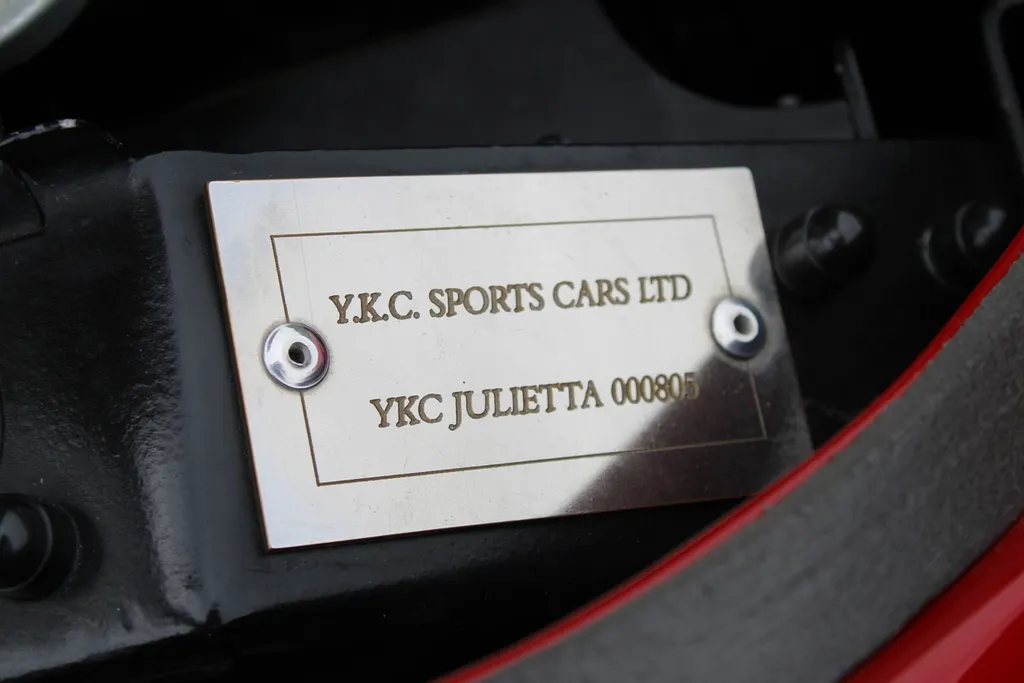 Y.K.C. SPORTS CARS LTD
YKC JULIETTA 000805